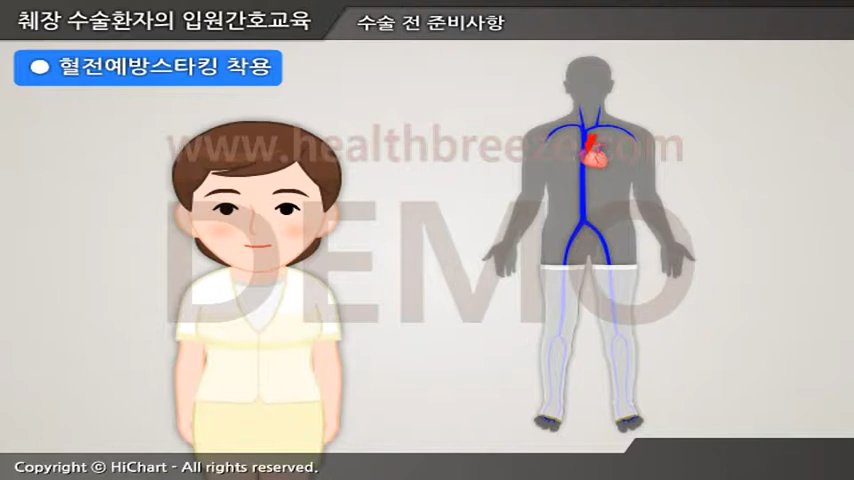 췌장 수술환자의 입원간호교육
수술 전 준비사항
● 혈전예방스타킹 착용
www.healthbreeze.com
DEMO
Copyright ⓒ HiChart - All rights reserved.